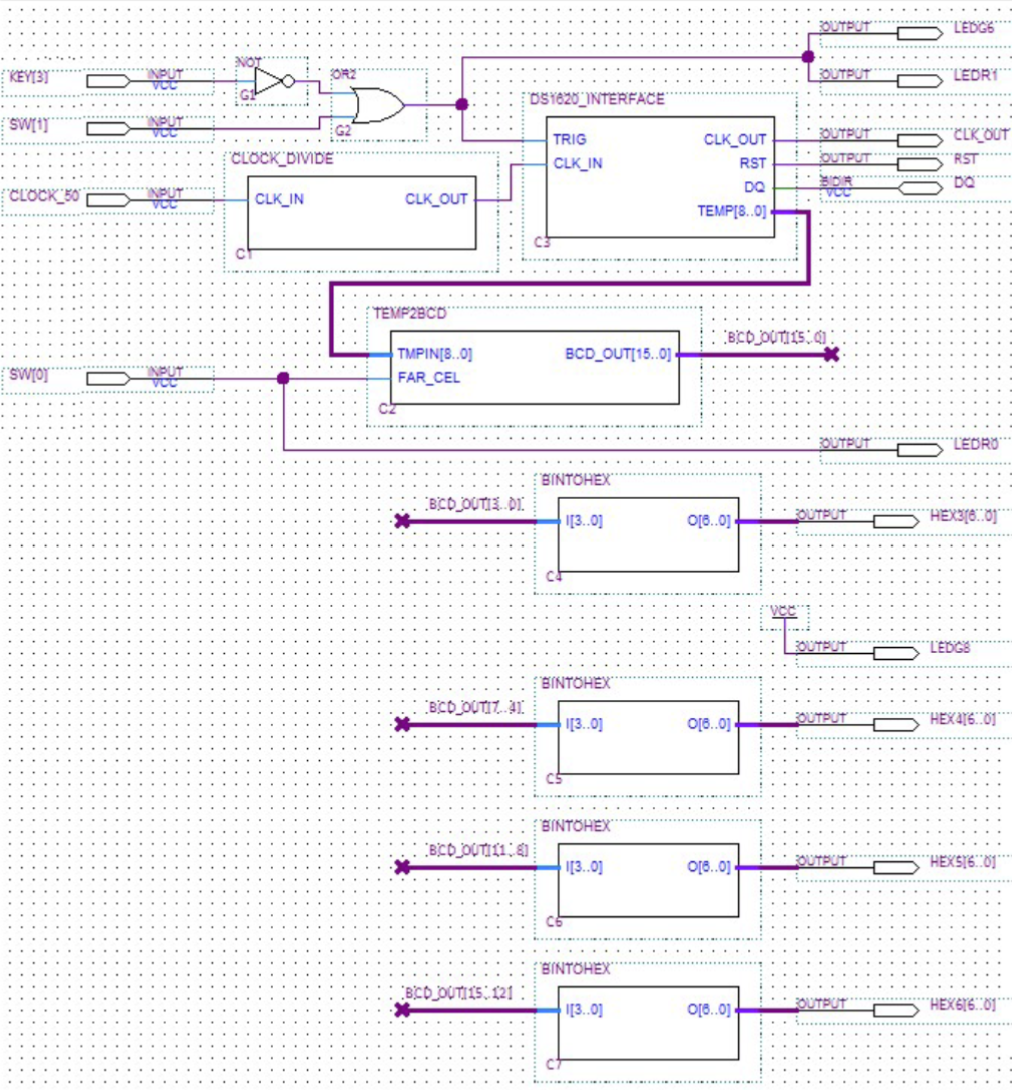 OUTPUT LEDG6
NOT
OR2
KEY[3] INPUT VCC
OUTPUT LEDR1
G1
DS1620_INTERFACE
SW[1] INPUT VCC
G2
TRIG CLK_OUT OUTPUT CLK_OUT
CLOCK_DIVIDE
CLK_IN RST OUTPUT RST
DQ BIDIR VCC DQ
CLOCK_50 INPUT VCC
CLK_IN CLK_OUT
TEMP[8..0]
C3
C1
TEMP2BCD
BCD_OUT[15..0]
TMPIN[8..0] BCD_OUT[15..0]
SW[0] INPUT VCC
FAR_CEL
C2
OUTPUT LEDR0
BINTOHEX
BCD_OUT[3..0]
I[3..0] O[6..0] OUTPUT HEX3[6..0]
C4
VCC
OUTPUT LEDG8
BINTOHEX
BCD_OUT[7..4]
I[3..0] O[6..0] OUTPUT HEX4[6..0]
C5
BINTOHEX
BCD_OUT[11..8]
I[3..0] O[6..0] OUTPUT HEX5[6..0]
C6
BINTOHEX
BCD_OUT[15..12]
I[3..0] O[6..0] OUTPUT HEX6[6..0]
C7